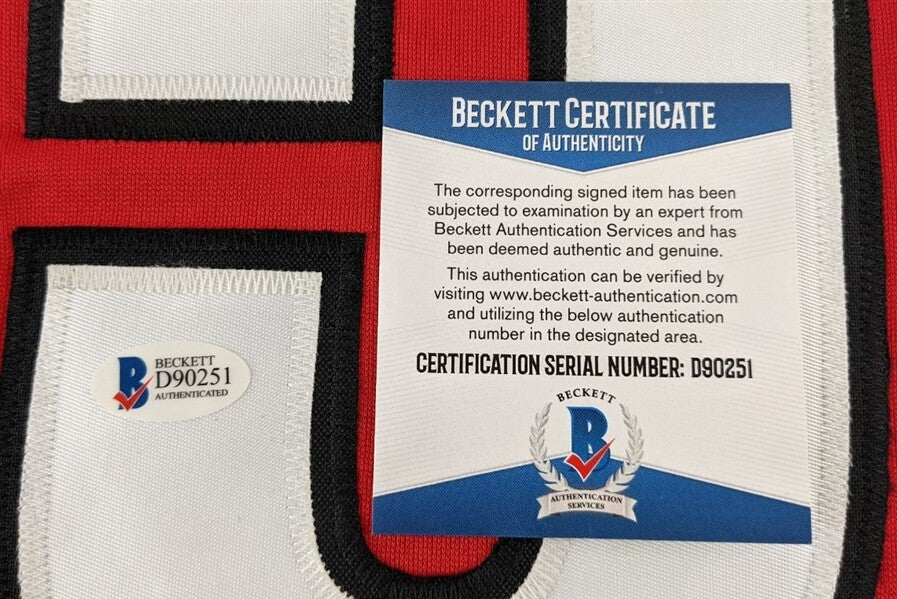 BECKETT CERTIFICATE
OF AUTHENTICITY
The corresponding signed item has been
subjected to examination by an expert from
Beckett Authentication Services and has
been deemed authentic and genuine.
This authentication can be verified by
visiting www.beckett-authentication.com
and utilizing the below authentication
number in the designated area.
CERTIFICATION SERIAL NUMBER: D90251
BECKETT
B
AUTHENTICATION
SERVICES
B
BECKETT
D90251
AUTHENTICATED